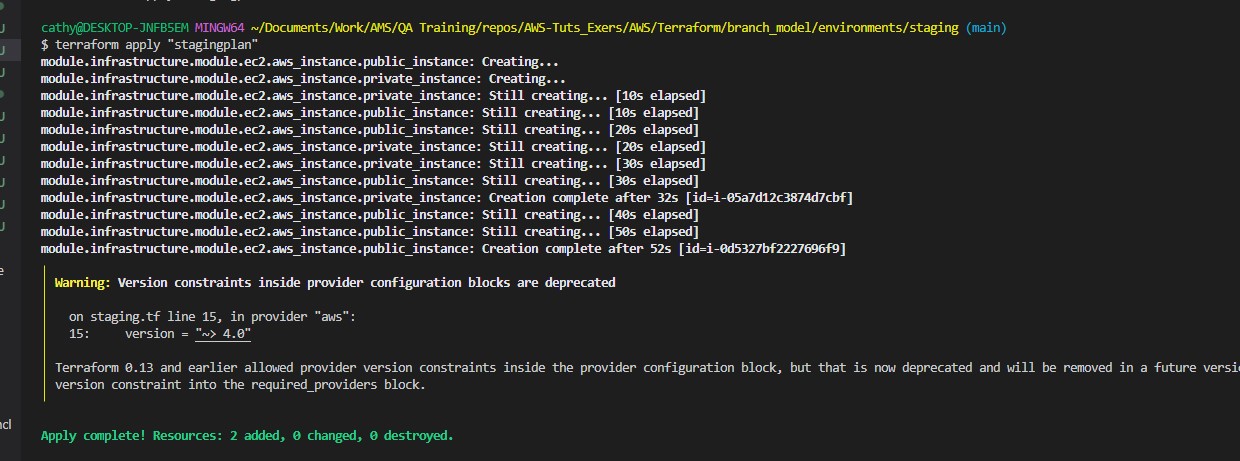 cathy@DESKTOP-JNFB5EM MINGW64 ~/Documents/Work/AMS/QA Training/repos/AWS-Tuts_Exers/AWS/Terraform/branch_model/environments/staging (main)
$ terraform apply "stagingplan"
module.infrastructure.module.ec2.aws_instance.public_instance: Creating...
module.infrastructure.module.ec2.aws_instance.private_instance: Creating...
module.infrastructure.module.ec2.aws_instance.private_instance: Still creating... [10s elapsed]
module.infrastructure.module.ec2.aws_instance.public_instance: Still creating... [10s elapsed]
module.infrastructure.module.ec2.aws_instance.public_instance: Still creating... [20s elapsed]
module.infrastructure.module.ec2.aws_instance.private_instance: Still creating... [20s elapsed]
module.infrastructure.module.ec2.aws_instance.private_instance: Still creating... [30s elapsed]
module.infrastructure.module.ec2.aws_instance.public_instance: Still creating... [30s elapsed]
module.infrastructure.module.ec2.aws_instance.private_instance: Creation complete after 32s [id=i-05a7d12c3874d7cbf]
module.infrastructure.module.ec2.aws_instance.public_instance: Still creating... [40s elapsed]
module.infrastructure.module.ec2.aws_instance.public_instance: Still creating... [50s elapsed]
module.infrastructure.module.ec2.aws_instance.public_instance: Creation complete after 52s [id=i-0d5327bf2227696f9]
Warning: Version constraints inside provider configuration blocks are deprecated
on staging.tf line 15, in provider "aws":
15: version = "~> 4.0"
Terraform 0.13 and earlier allowed provider version constraints inside the provider configuration block, but that is now deprecated and will be removed in a future versi
version constraint into the required_providers block.
Apply complete! Resources: 2 added, 0 changed, 0 destroyed.